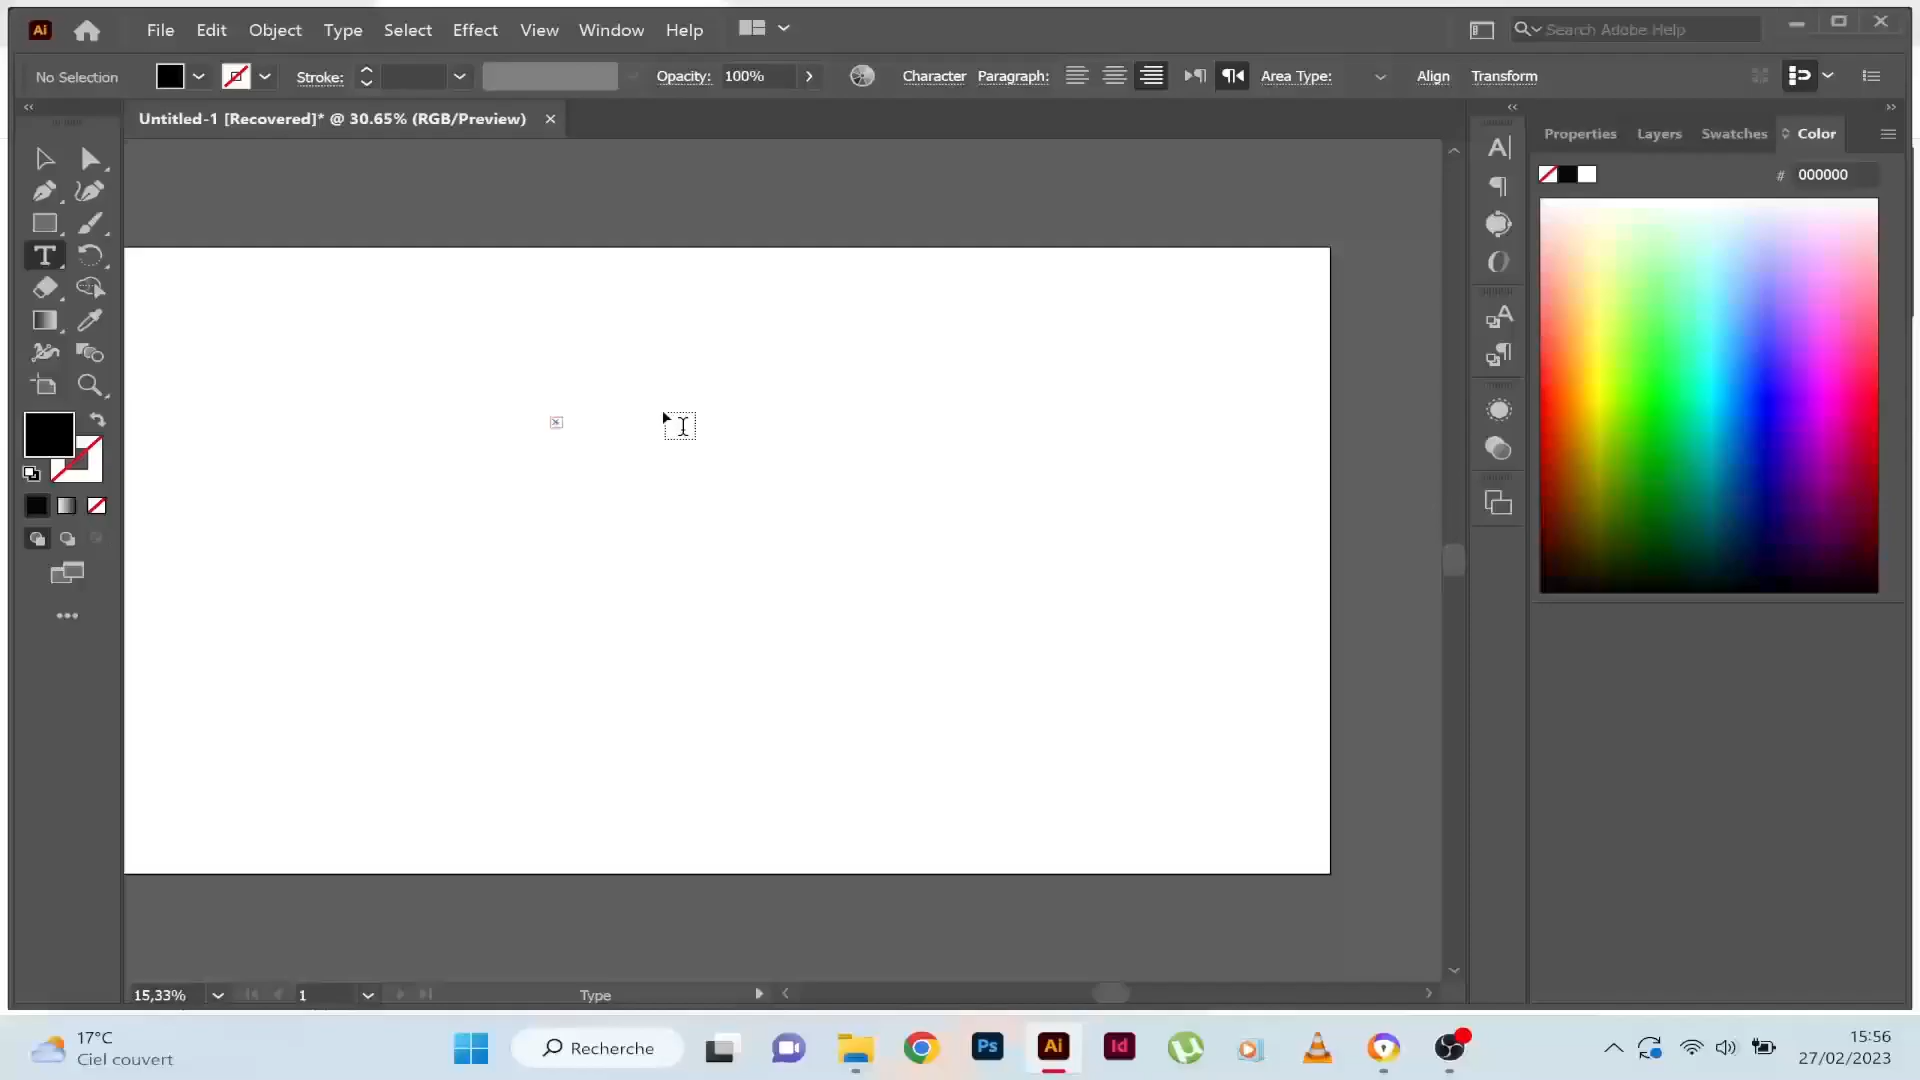 Ai File Edit Object Type Select Effect View Window Help Search Adobe Help
No Selection Stroke: Opacity: 100% Character Paragraph: Area Type: Align Transform
Untitled-1 [Recovered]* @ 30.65% (RGB/Preview)
Properties Layers Swatches Color
# 000000
15,33% 1 Type
17°C
Ciel couvert
Recherche
Ps Ai Id
15:56
27/02/2023